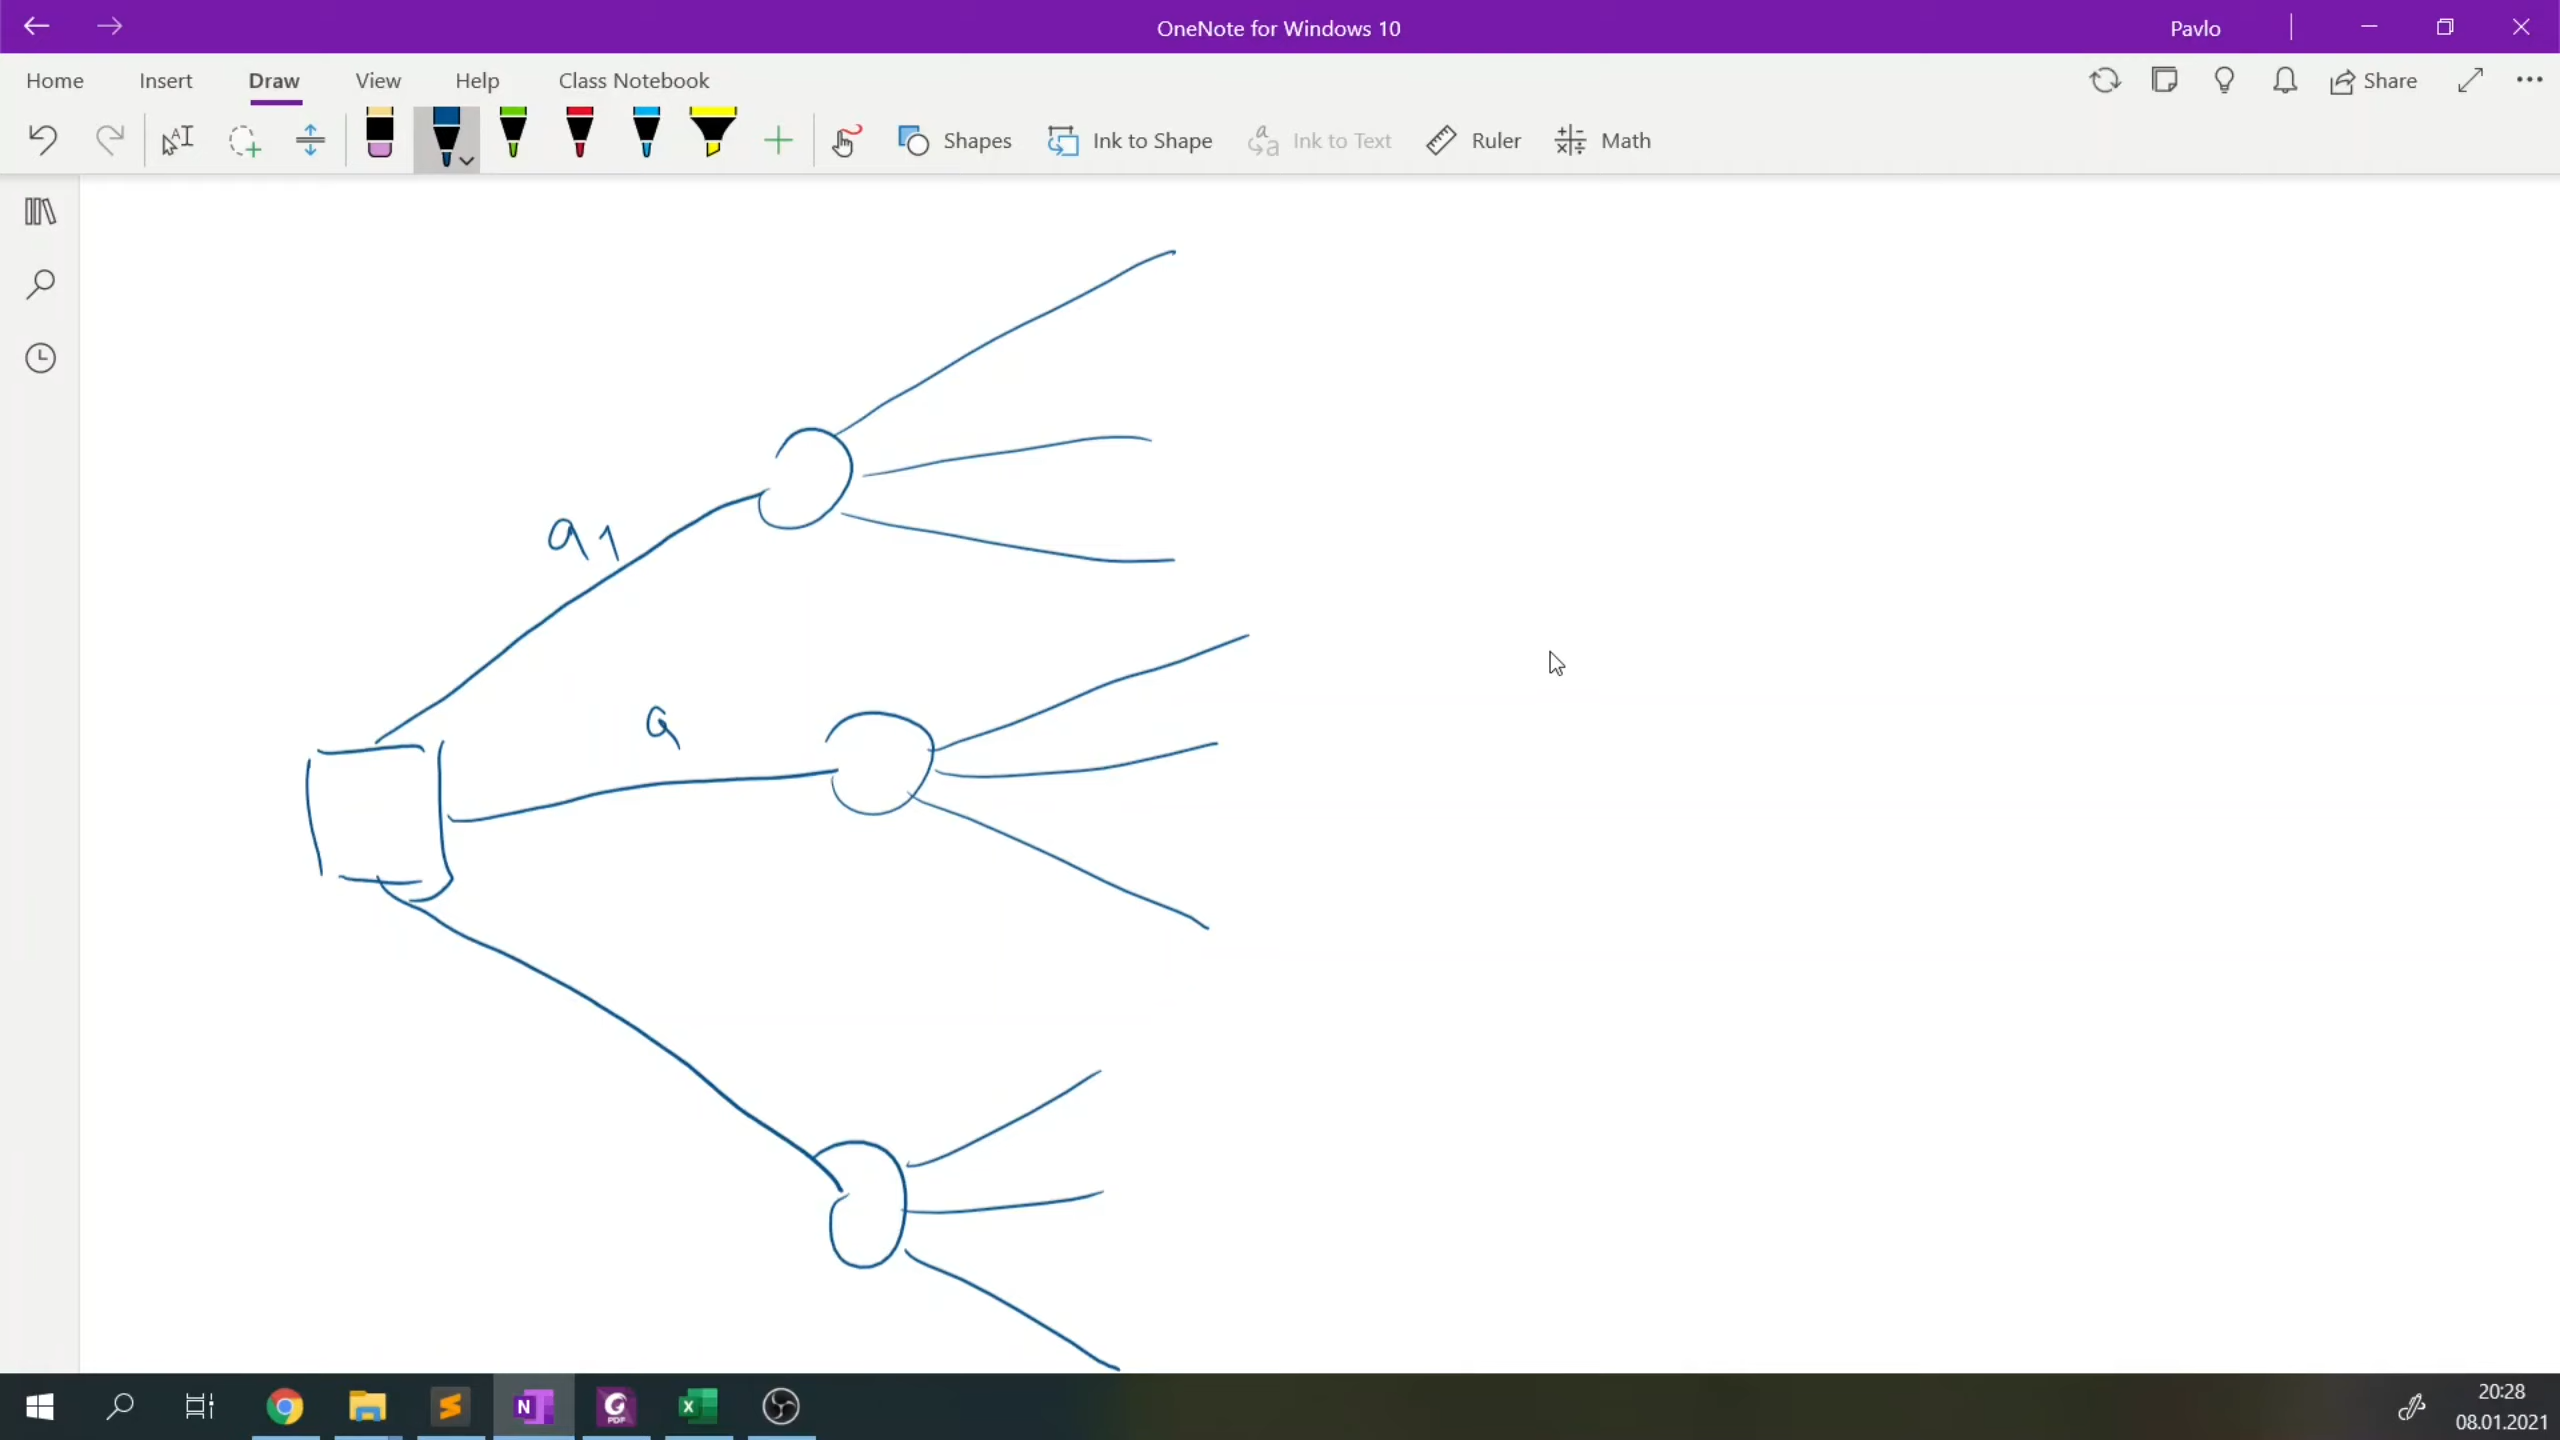 OneNote for Windows 10
Pavlo
Home Insert Draw View Help Class Notebook
Share
Shapes Ink to Shape Ink to Text Ruler Math
a1
a
20:28
08.01.2021